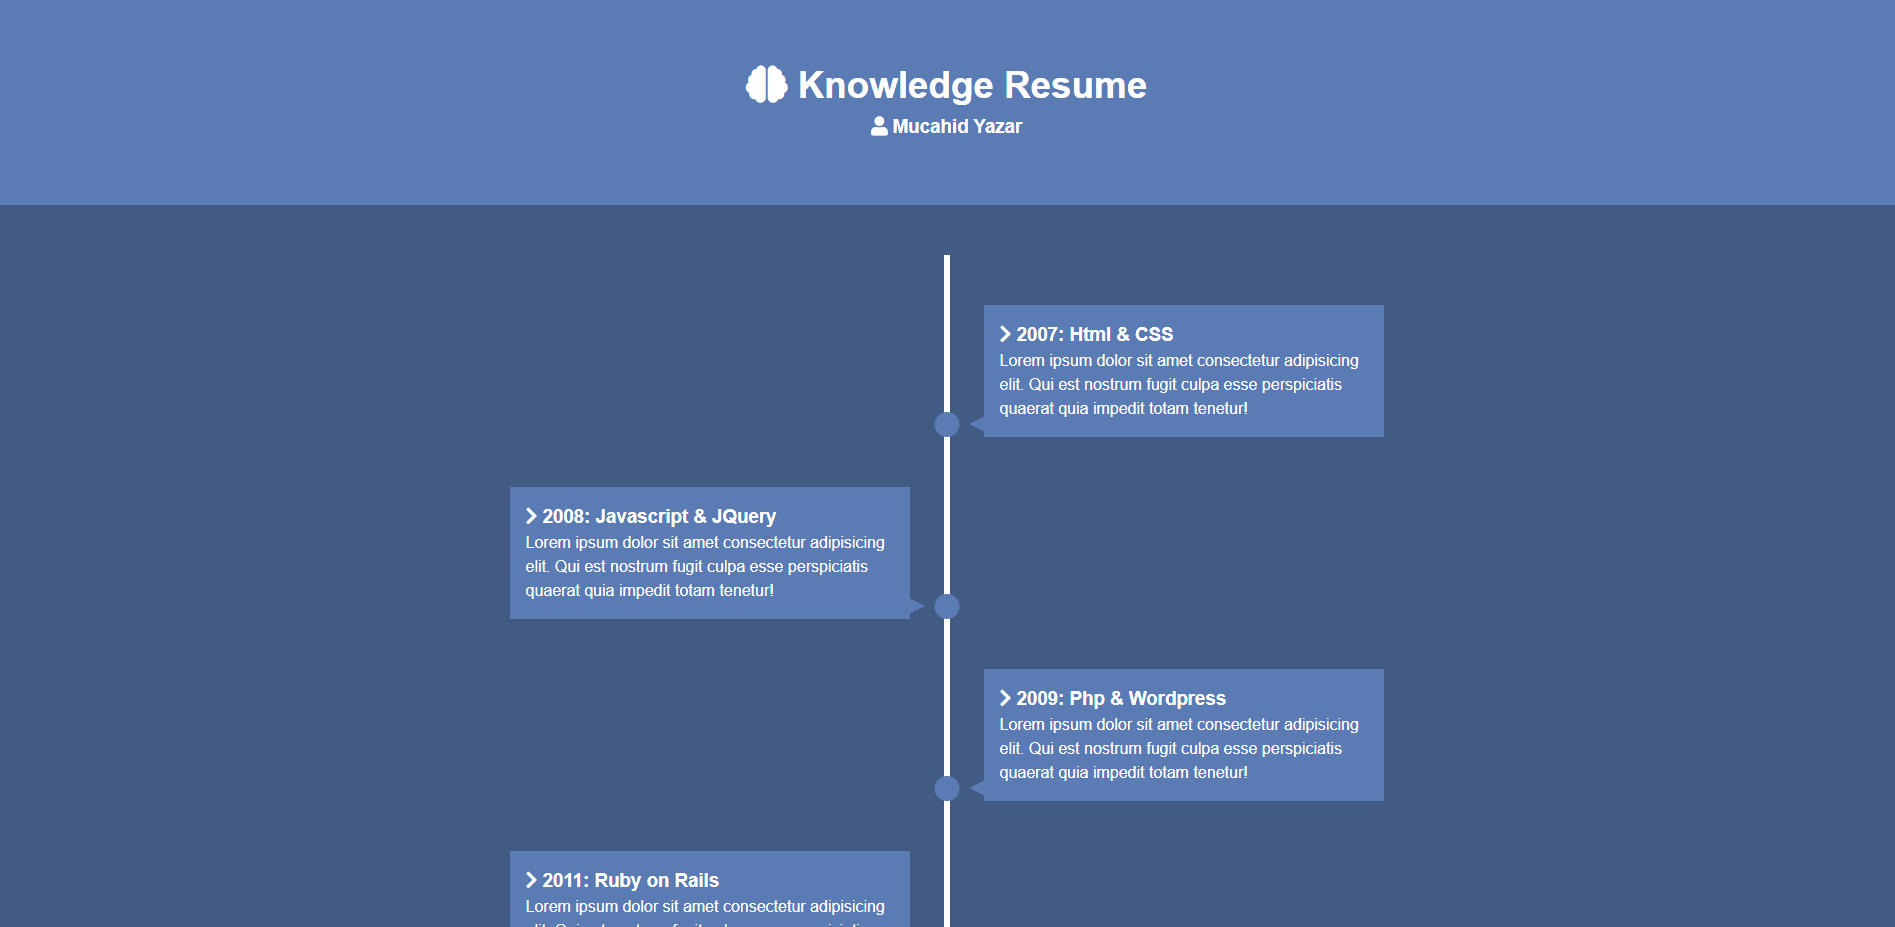 Knowledge Resume
Mucahid Yazar
2007: Html & CSS
Lorem ipsum dolor sit amet consectetur adipisicing
elit. Qui est nostrum fugit culpa esse perspiciatis
quaerat quia impedit totam tenetur!
2008: Javascript & JQuery
Lorem ipsum dolor sit amet consectetur adipisicing
elit. Qui est nostrum fugit culpa esse perspiciatis
quaerat quia impedit totam tenetur!
2009: Php & Wordpress
Lorem ipsum dolor sit amet consectetur adipisicing
elit. Qui est nostrum fugit culpa esse perspiciatis
quaerat quia impedit totam tenetur!
2011: Ruby on Rails
Lorem ipsum dolor sit amet consectetur adipisicing